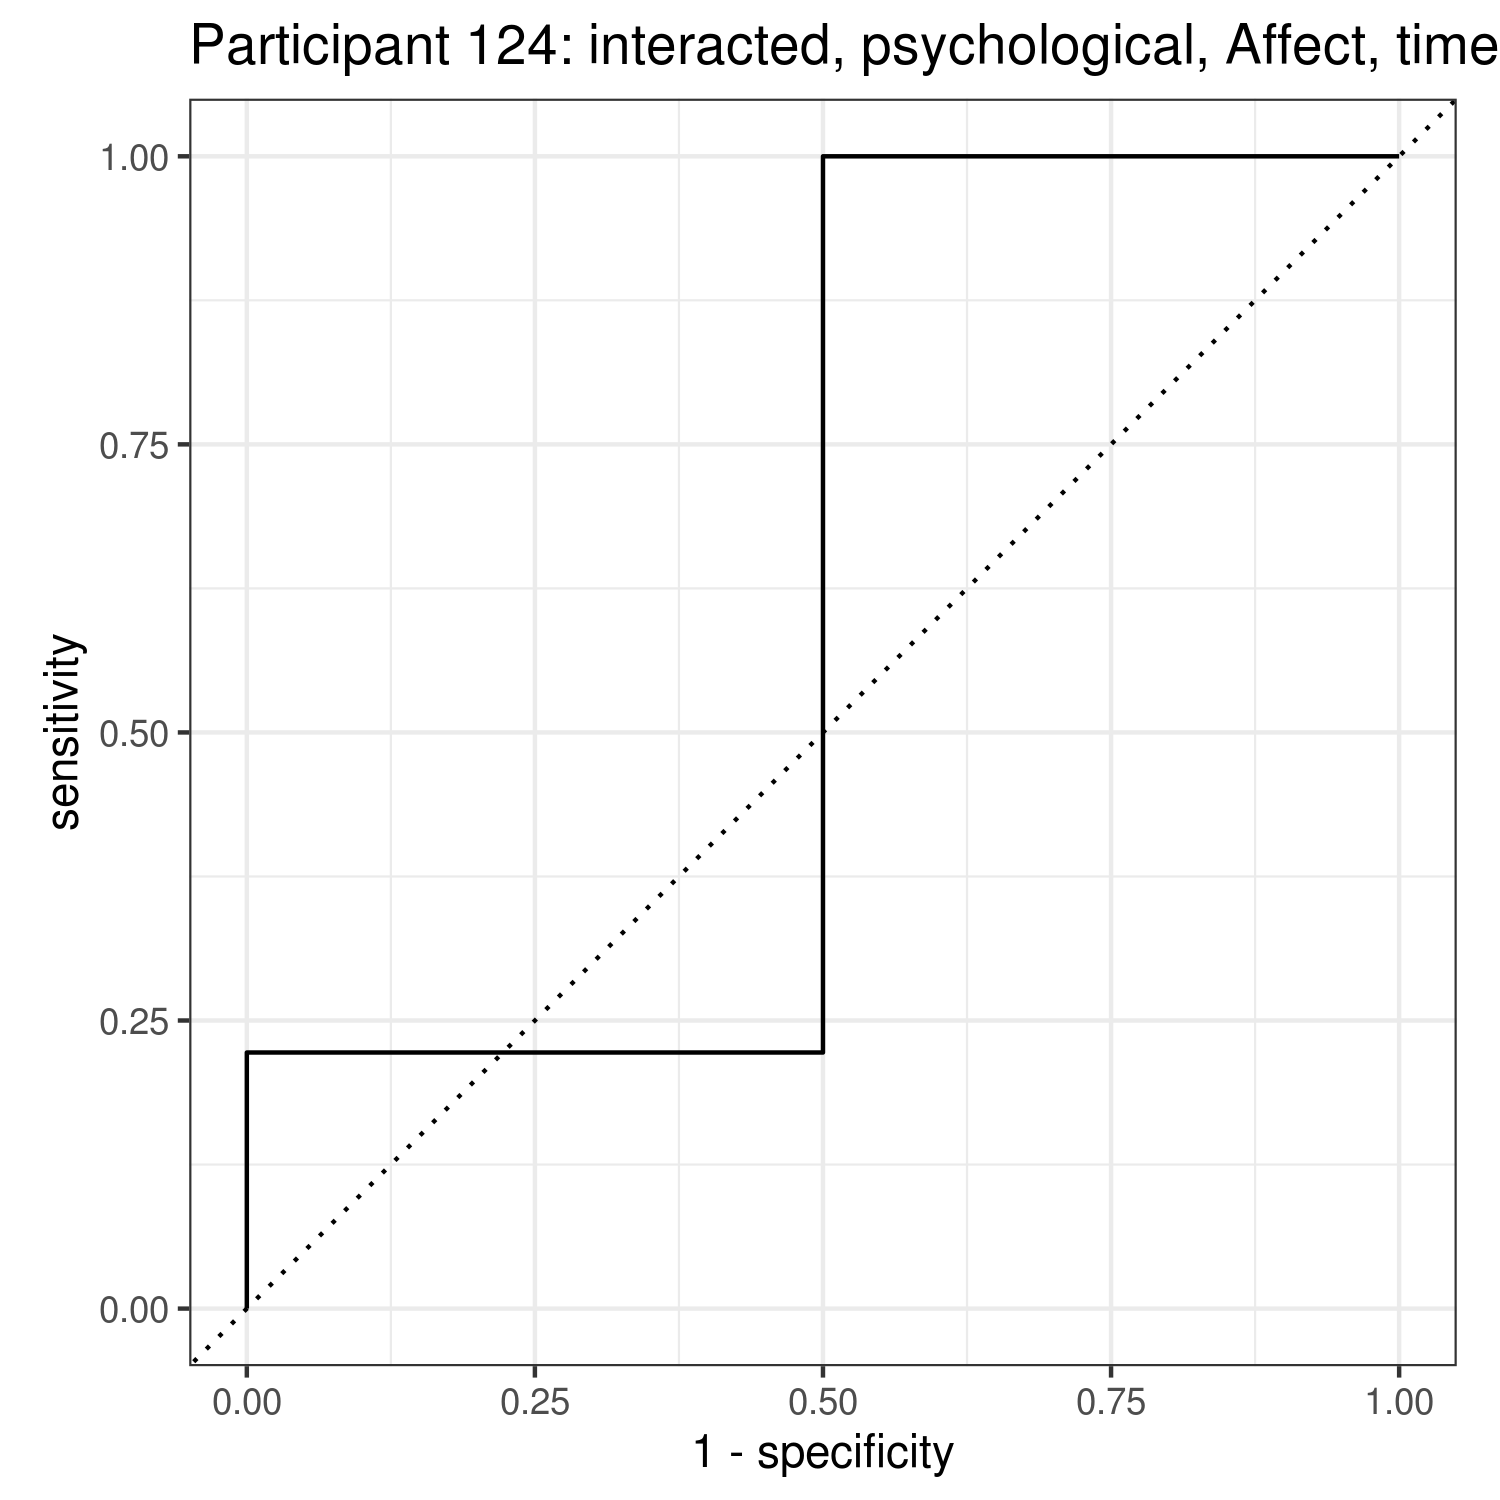 Participant 124: interacted, psychological, Affect, time
1.00
0.75
0.50
0.25
0.00
sensitivity
0.00 0.25 0.50 0.75 1.00
1 - specificity